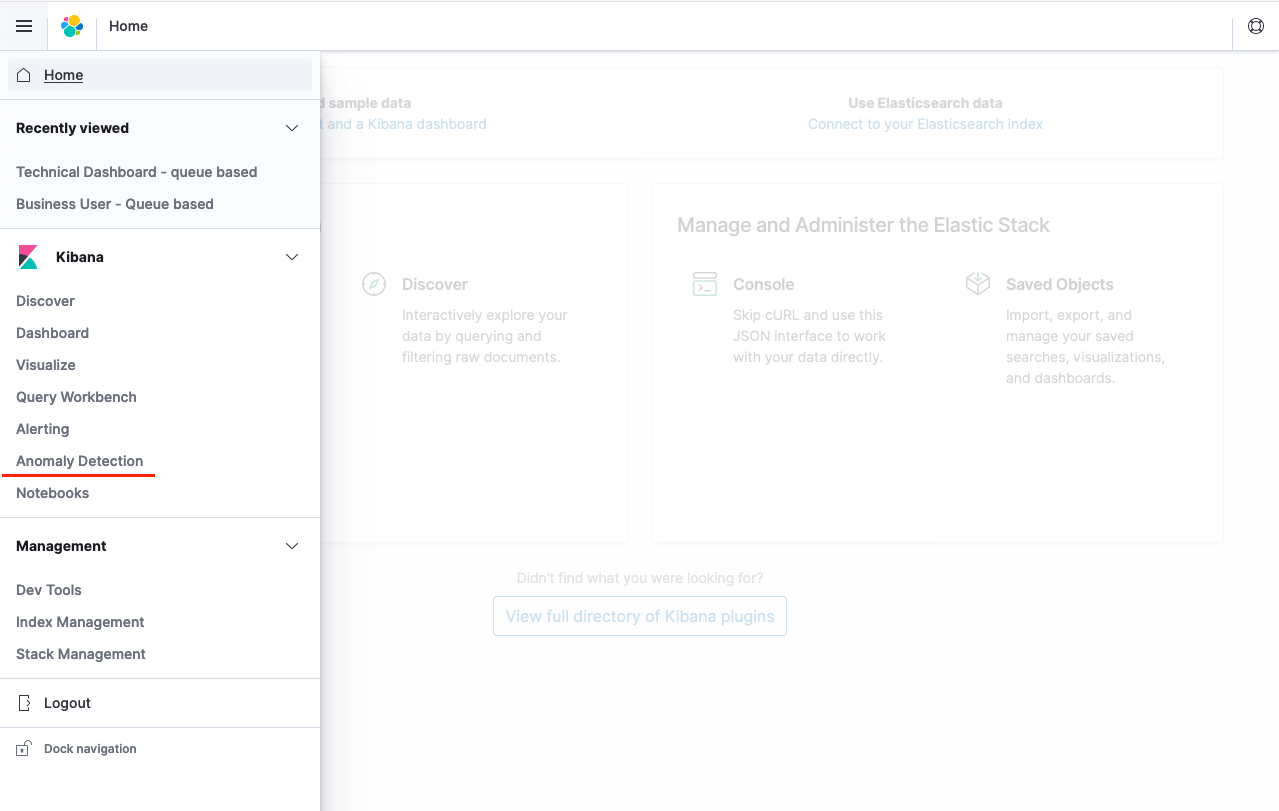 Home
Home
Recently viewed
Technical Dashboard - queue based
Business User - Queue based
Kibana
Discover
Dashboard
Visualize
Query Workbench
Alerting
Anomaly Detection
Notebooks
Management
Dev Tools
Index Management
Stack Management
Logout
Dock navigation
sample data
and a Kibana dashboard
Use Elasticsearch data
Connect to your Elasticsearch index
Discover
Interactively explore your
data by querying and
filtering raw documents.
Manage and Administer the Elastic Stack
Console
Skip cURL and use this
JSON interface to work
with your data directly.
Saved Objects
Import, export, and
manage your saved
searches, visualizations,
and dashboards.
Didn't find what you were looking for?
View full directory of Kibana plugins